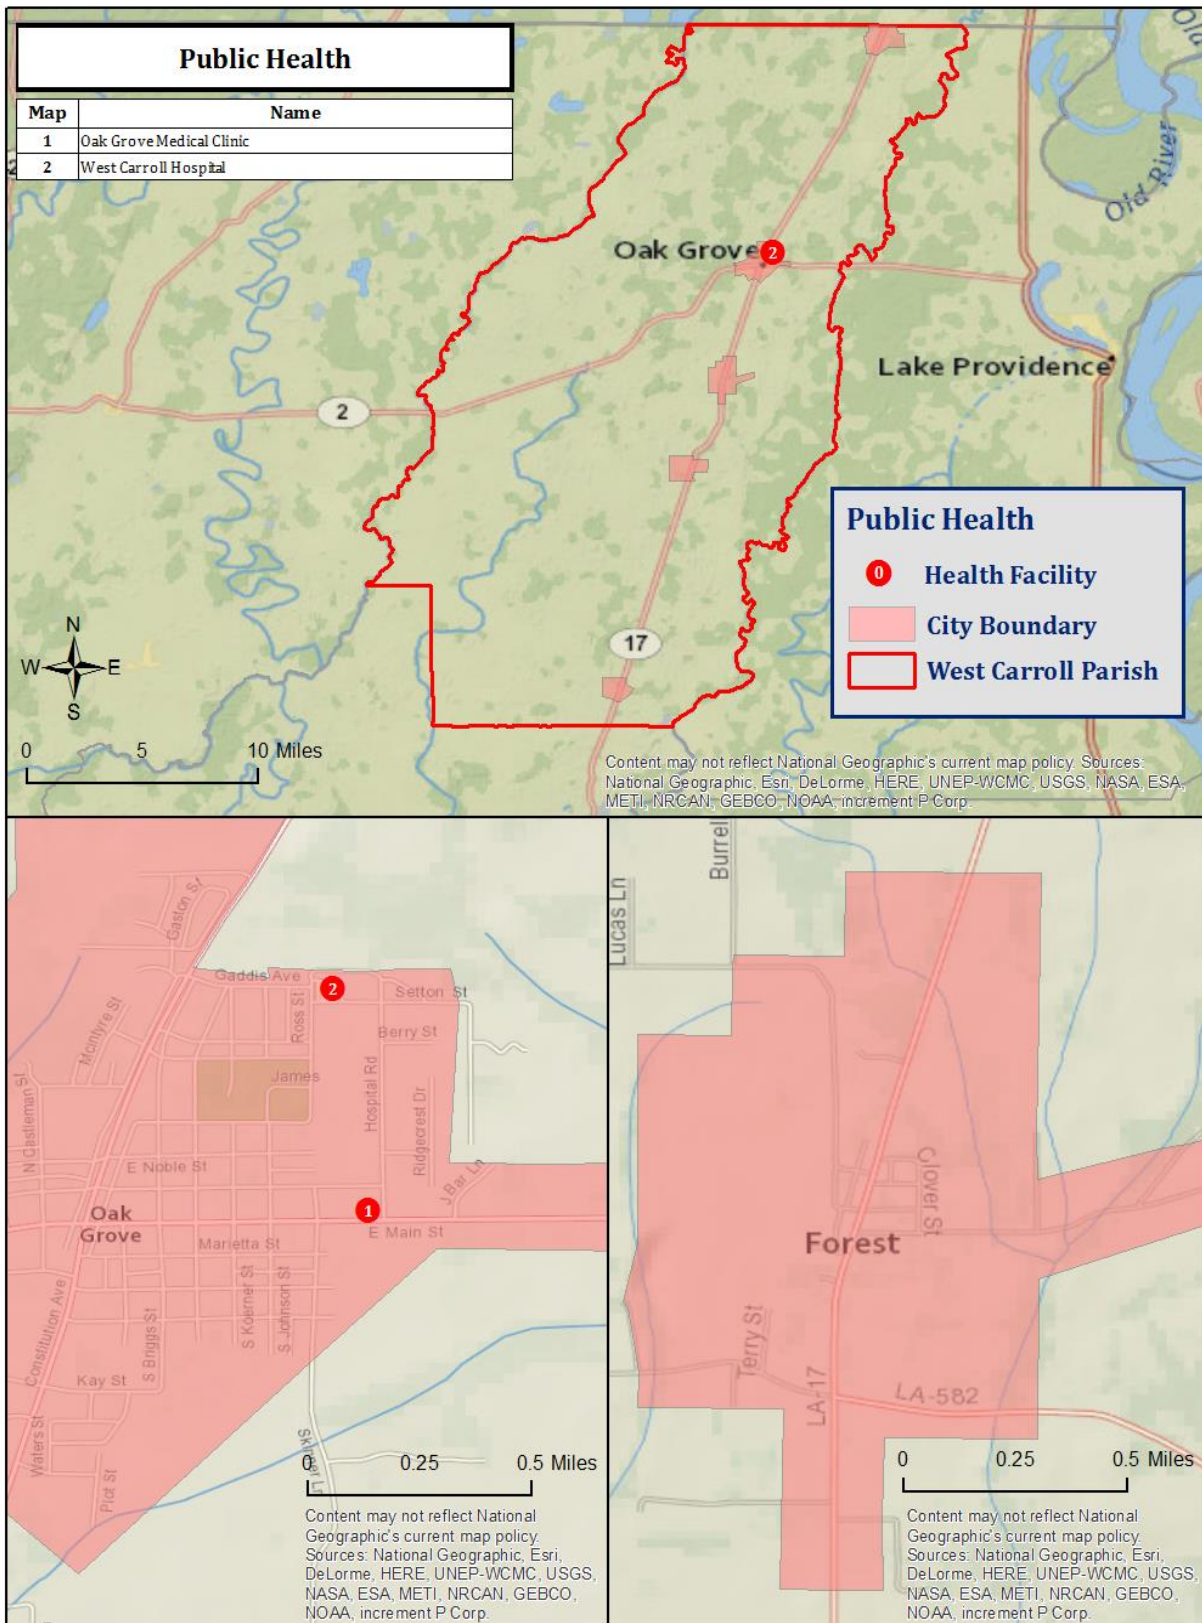 Public Health
Map Name
1 Oak Grove Medical Clinic
2 West Carroll Hospital
Old River
Oak Grove
2
Lake Providence
2
17
Public Health
0 Health Facility
City Boundary
West Carroll Parish
N
W E
S
0 5 10 Miles
Content may not reflect National Geographic's current map policy. Sources:
National Geographic, Esri, DeLorme, HERE, UNEP-WCMC, USGS, NASA, ESA,
METI, NRCAN, GEBCO, NOAA, increment P Corp.
Gaston St
Gaddis Ave
2
Setton St
Ross St
McIntyre St
Berry St
James
Hospital Rd
Ridgecrest Dr
N Castleman St
E Noble St
J Bar Ln
1
Oak
Grove
E Main St
Marietta St
Constitution Ave
S Briggs St
S Koerner St
S Johnson St
Kay St
Waters St
Plot St
Skinner Ln
0 0.25 0.5 Miles
Content may not reflect National
Geographic's current map policy.
Sources: National Geographic, Esri,
DeLorme, HERE, UNEP-WCMC, USGS,
NASA, ESA, METI, NRCAN, GEBCO,
NOAA, increment P Corp.
Lucas Ln
Burrel
Glover St
Forest
Terry St
LA-17
LA-582
0 0.25 0.5 Miles
Content may not reflect National
Geographic's current map policy.
Sources: National Geographic, Esri,
DeLorme, HERE, UNEP-WCMC, USGS,
NASA, ESA, METI, NRCAN, GEBCO,
NOAA, increment P Corp.